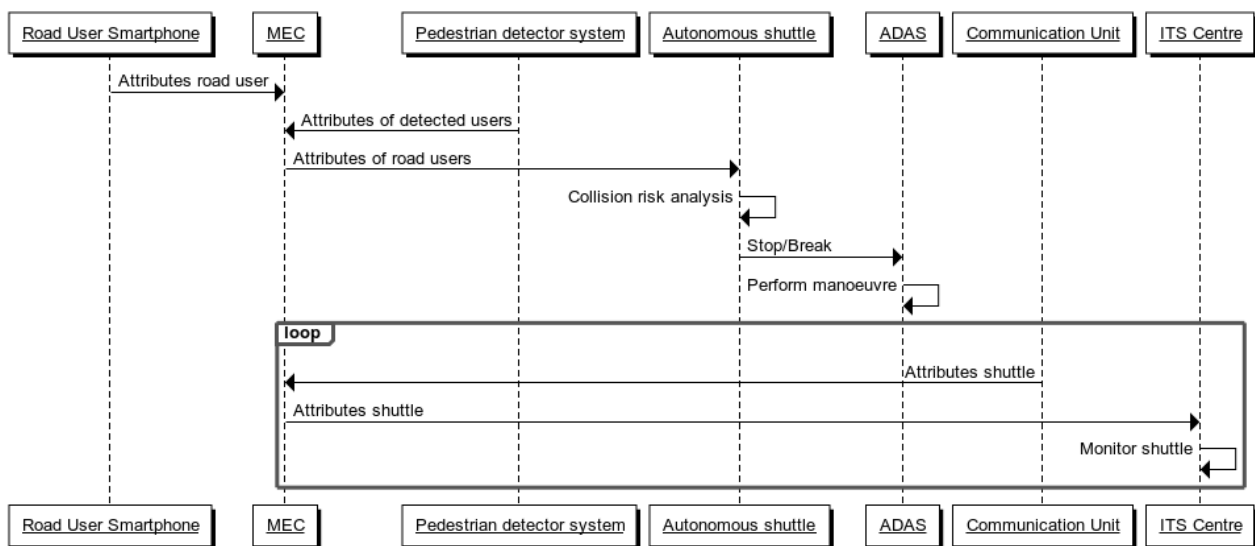 Road User Smartphone
MEC
Pedestrian detector system
Autonomous shuttle
ADAS
Communication Unit
ITS Centre
Attributes road user
Attributes of detected users
Attributes of road users
Collision risk analysis
Stop/Break
Perform manoeuvre
loop
Attributes shuttle
Attributes shuttle
Monitor shuttle
Road User Smartphone
MEC
Pedestrian detector system
Autonomous shuttle
ADAS
Communication Unit
ITS Centre